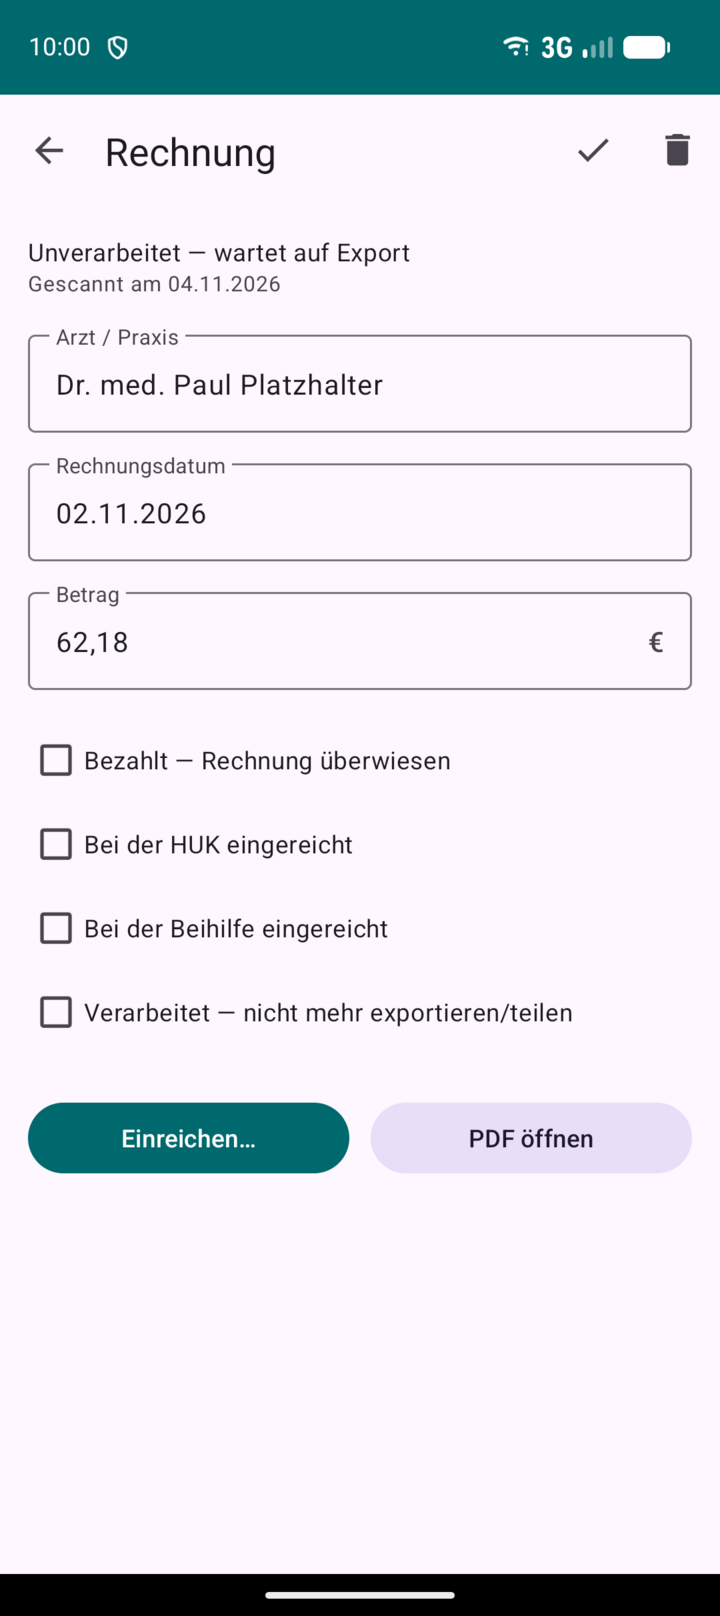 10:00
3G
Rechnung
Unverarbeitet – wartet auf Export
Gescannt am 04.11.2026
Arzt / Praxis
Dr. med. Paul Platzhalter
Rechnungsdatum
02.11.2026
Betrag
62,18 €
Bezahlt – Rechnung überwiesen
Bei der HUK eingereicht
Bei der Beihilfe eingereicht
Verarbeitet – nicht mehr exportieren/teilen
Einreichen…
PDF öffnen